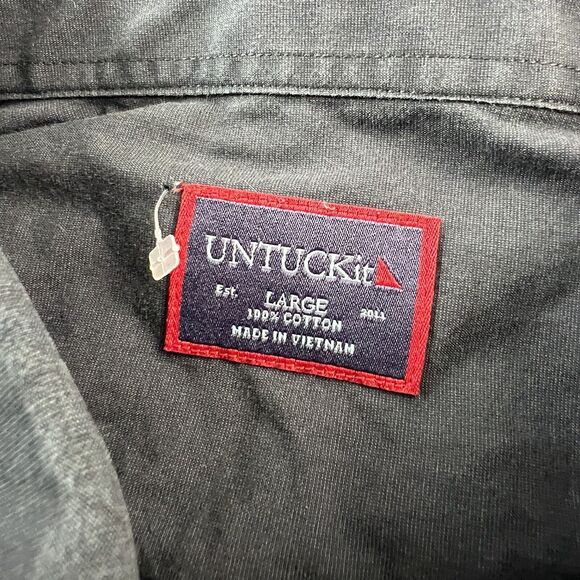 UNTUCKit
Est. LARGE 2011
100% COTTON
MADE IN VIETNAM